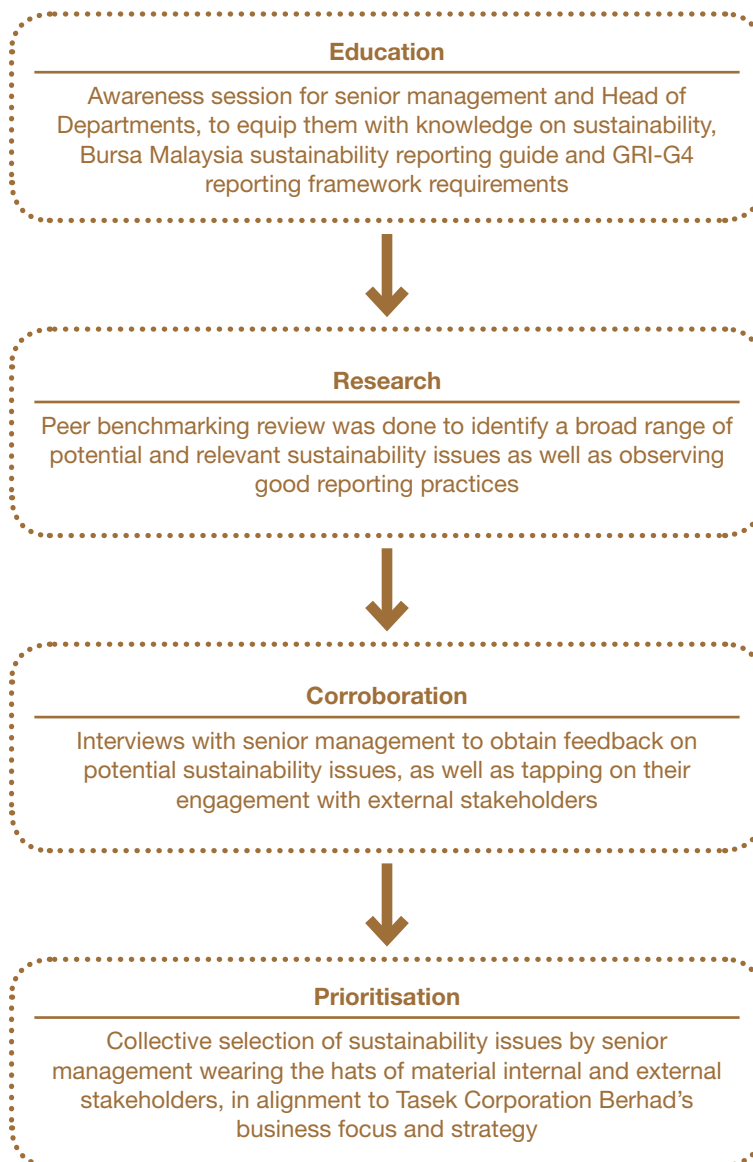 Education
Awareness session for senior management and Head of
Departments, to equip them with knowledge on sustainability,
Bursa Malaysia sustainability reporting guide and GRI-G4
reporting framework requirements
Research
Peer benchmarking review was done to identify a broad range of
potential and relevant sustainability issues as well as observing
good reporting practices
Corroboration
Interviews with senior management to obtain feedback on
potential sustainability issues, as well as tapping on their
engagement with external stakeholders
Prioritisation
Collective selection of sustainability issues by senior
management wearing the hats of material internal and external
stakeholders, in alignment to Tasek Corporation Berhad’s
business focus and strategy